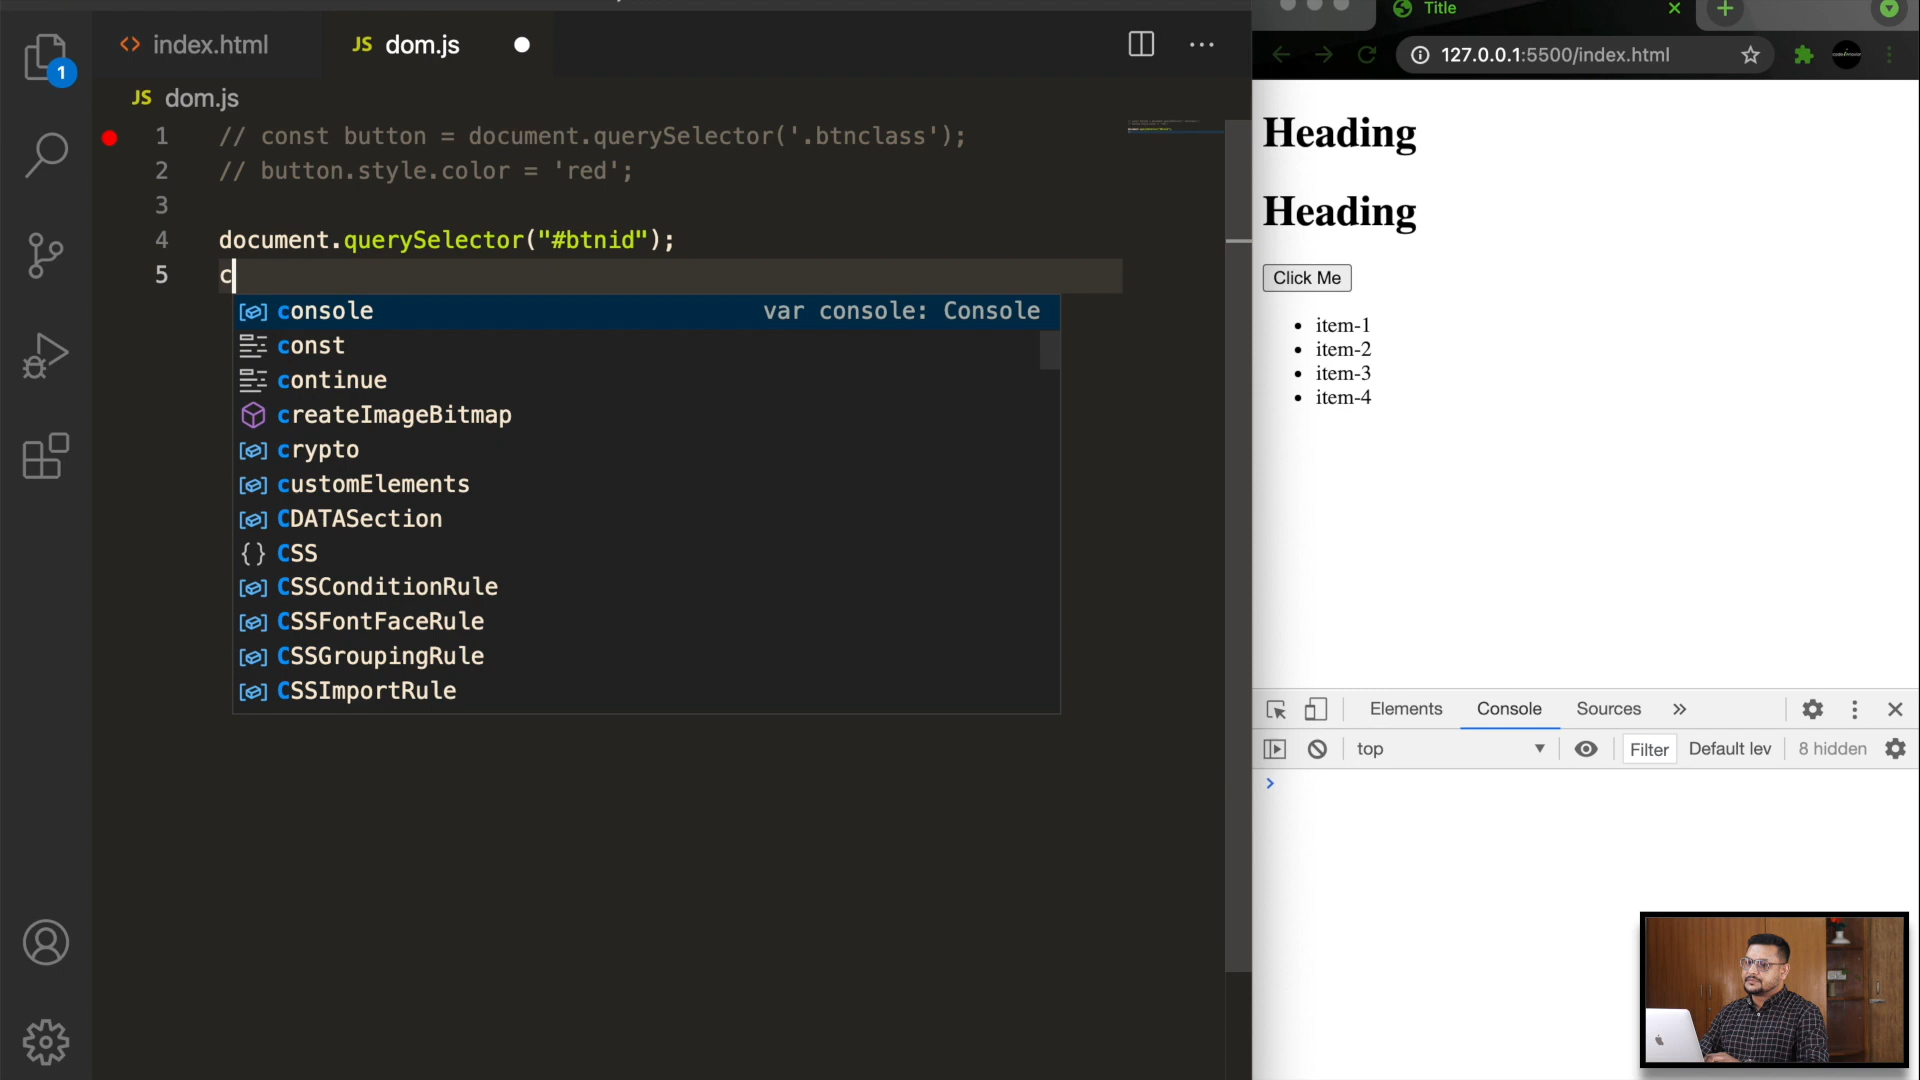 index.html
JS dom.js
JS dom.js
1
1 // const button = document.querySelector('.btnclass');
2 // button.style.color = 'red';
3
4 document.querySelector("#btnid");
5 c
console var console: Console
const
continue
createImageBitmap
crypto
customElements
CDATASection
CSS
CSSConditionRule
CSSFontFaceRule
CSSGroupingRule
CSSImportRule
Title
127.0.0.1:5500/index.html
Heading
Heading
Click Me
item-1
item-2
item-3
item-4
Elements Console Sources
top Filter Default lev 8 hidden